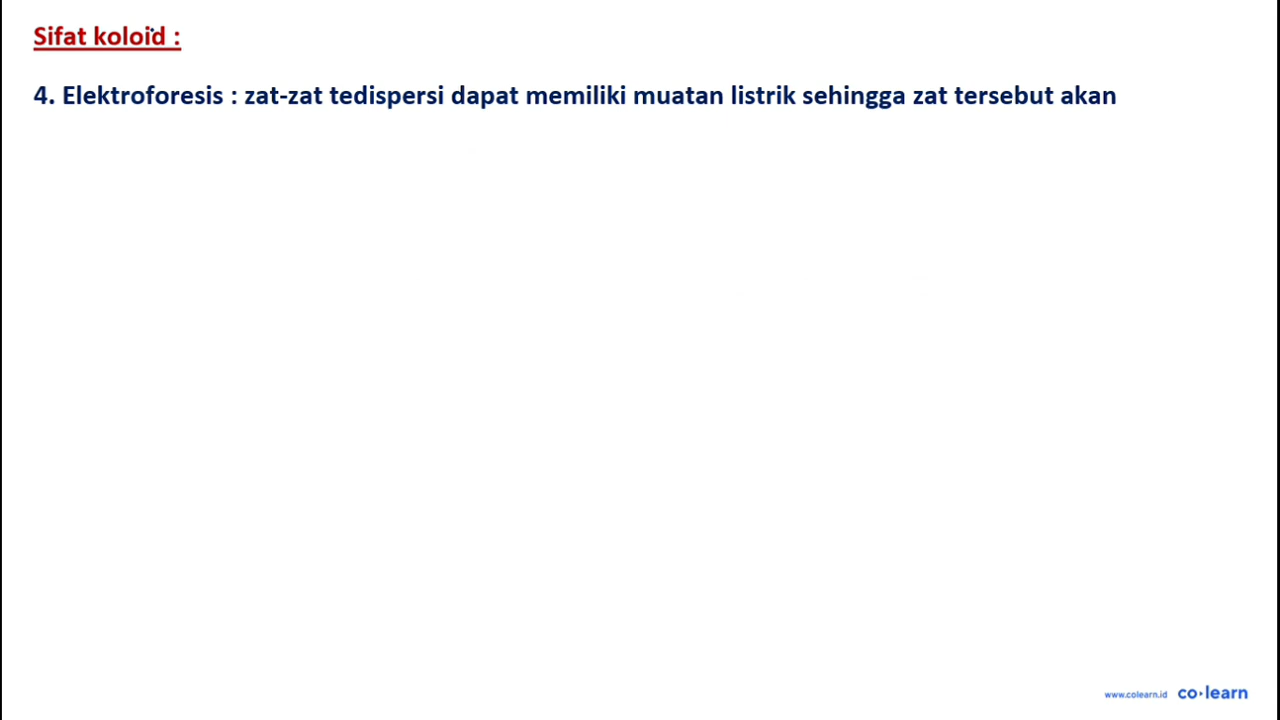 Sifat koloid :
4. Elektroforesis : zat-zat tedispersi dapat memiliki muatan listrik sehingga zat tersebut akan
www.colearn.id co·learn